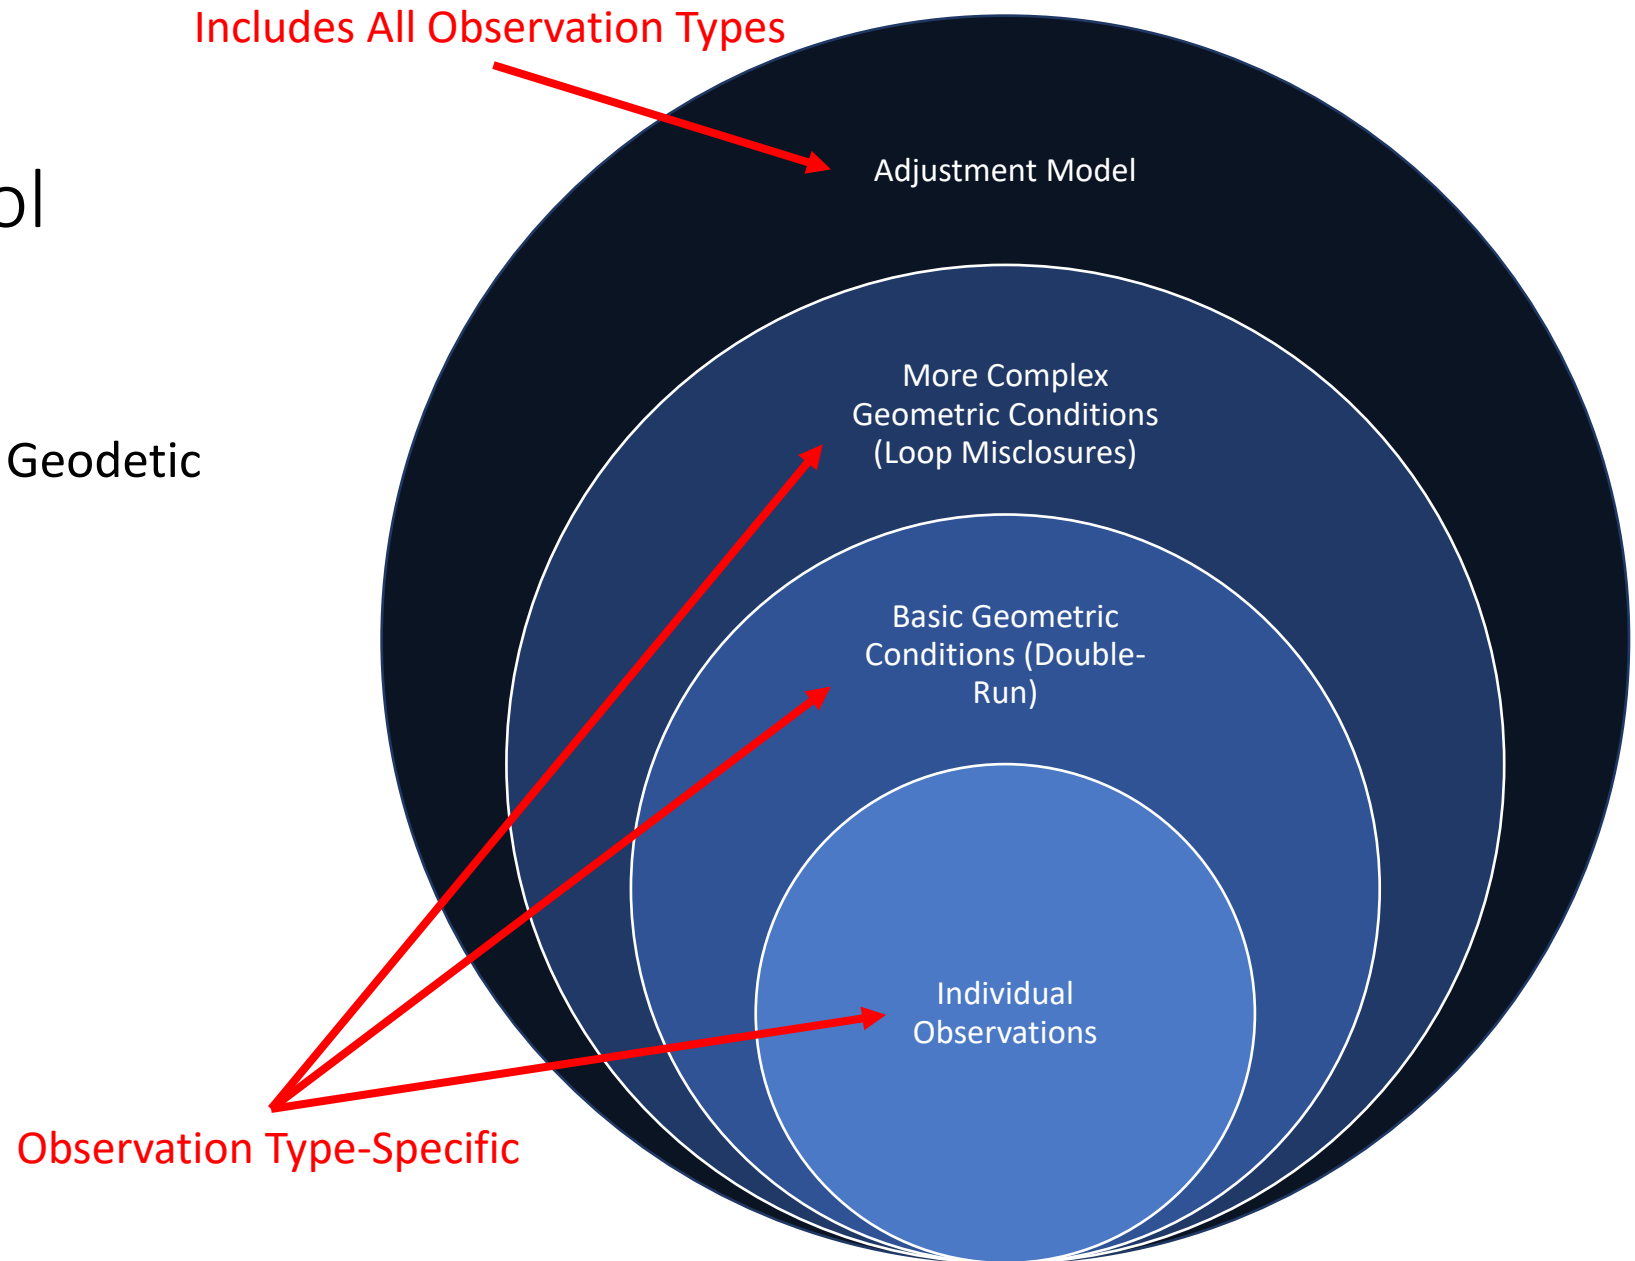 Includes All Observation Types
Adjustment Model
ol
More Complex
Geometric Conditions
(Loop Misclosures)
Geodetic
Basic Geometric
Conditions (Double-
Run)
Individual
Observations
Observation Type-Specific